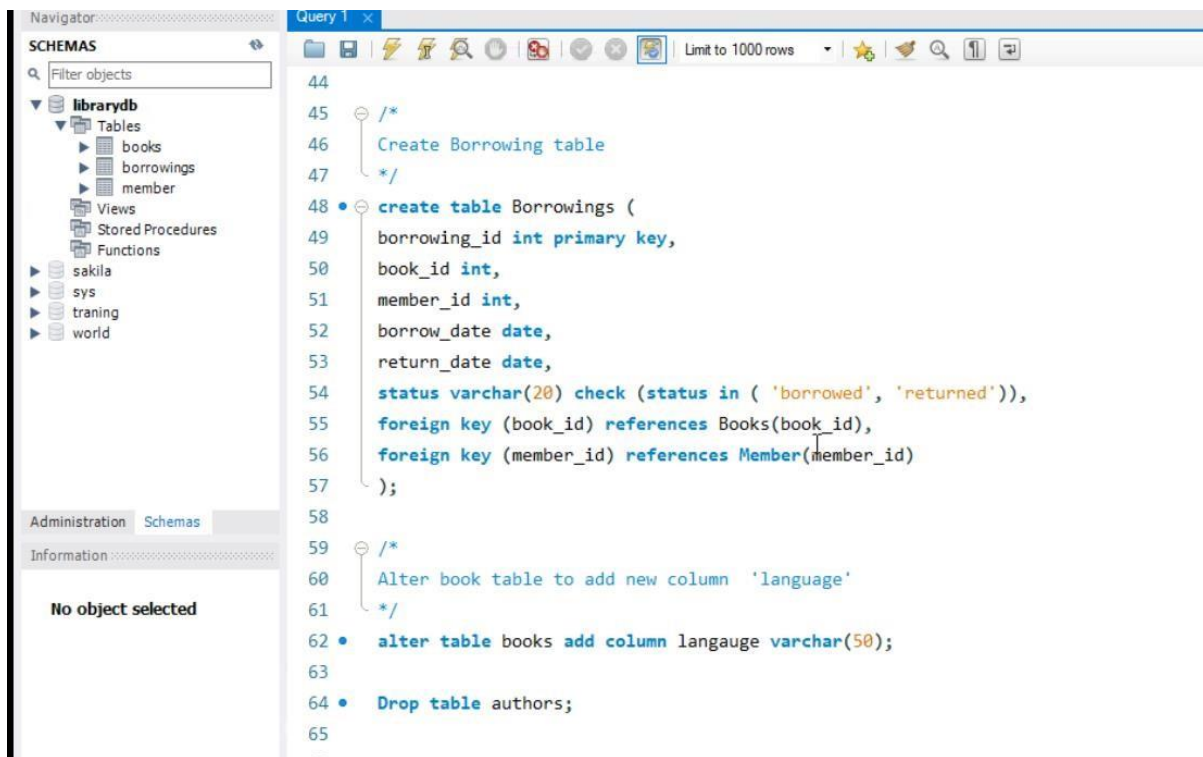 Navigator
SCHEMAS
Filter objects
librarydb
Tables
books
borrowings
member
Views
Stored Procedures
Functions
sakila
sys
traning
world
Administration Schemas
Information
No object selected
Query 1
Limit to 1000 rows
44
45 /*
46 Create Borrowing table
47 */
48 create table Borrowings (
49 borrowing_id int primary key,
50 book_id int,
51 member_id int,
52 borrow_date date,
53 return_date date,
54 status varchar(20) check (status in ( 'borrowed', 'returned')),
55 foreign key (book_id) references Books(book_id),
56 foreign key (member_id) references Member(member_id)
57 );
58
59 /*
60 Alter book table to add new column  'language'
61 */
62 alter table books add column langauge varchar(50);
63
64 Drop table authors;
65